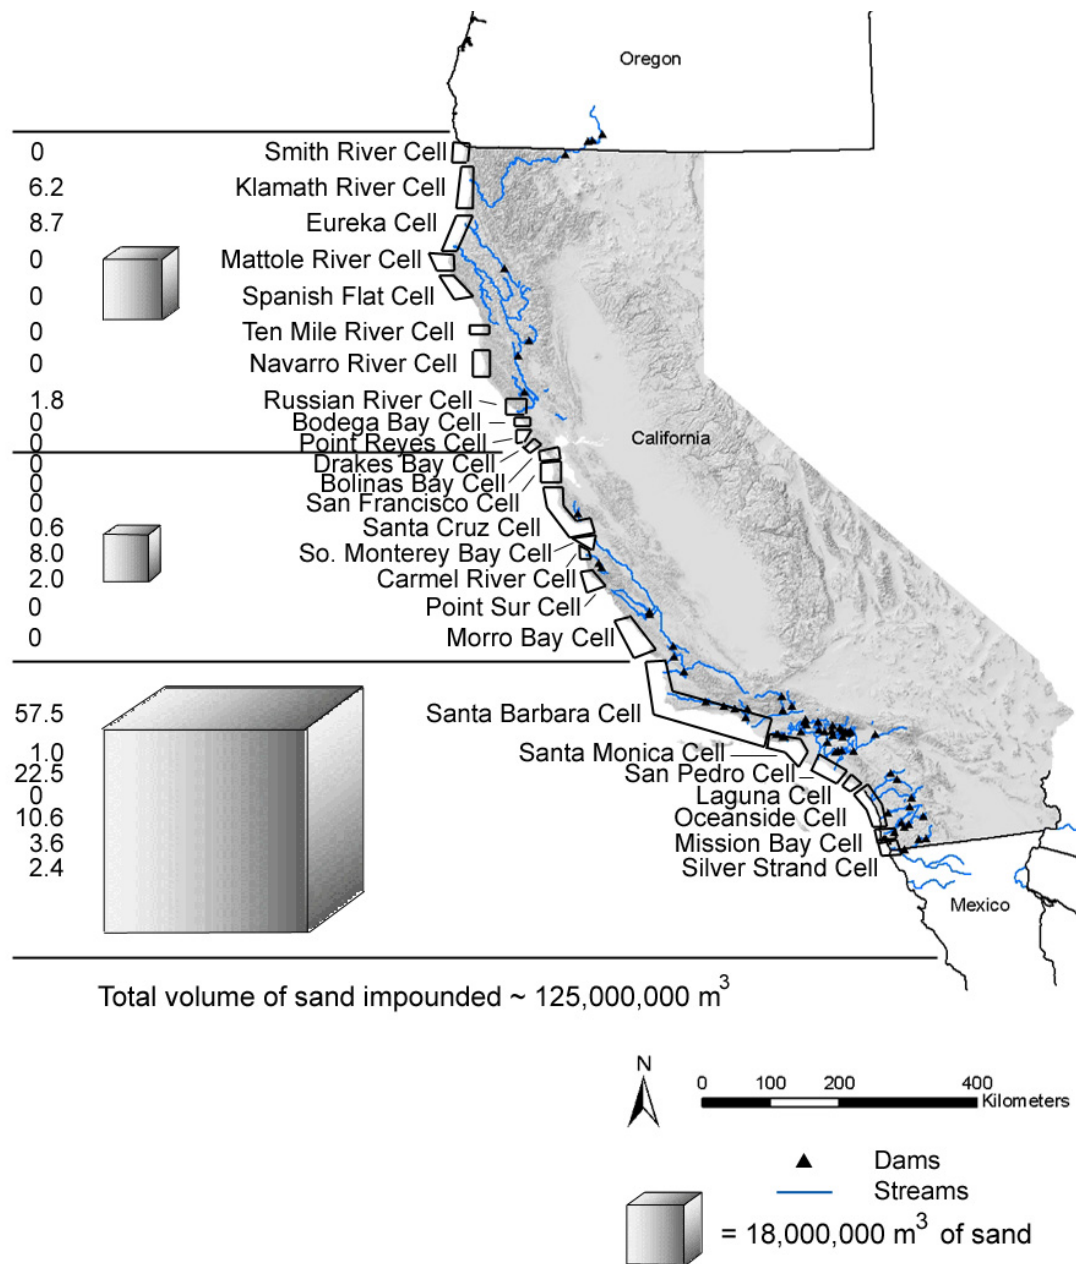 Oregon
0 Smith River Cell
6.2 Klamath River Cell
8.7 Eureka Cell
0 Mattole River Cell
0 Spanish Flat Cell
0 Ten Mile River Cell
0 Navarro River Cell
1.8 Russian River Cell
0 Bodega Bay Cell
California
0 Point Reyes Cell
0 Drakes Bay Cell
0 Bolinas Bay Cell
0 San Francisco Cell
0.6 Santa Cruz Cell
8.0 So. Monterey Bay Cell
2.0 Carmel River Cell
0 Point Sur Cell
0 Morro Bay Cell
57.5 Santa Barbara Cell
1.0 Santa Monica Cell
22.5 San Pedro Cell
0 Laguna Cell
10.6 Oceanside Cell
3.6 Mission Bay Cell
2.4 Silver Strand Cell
Mexico
Total volume of sand impounded ~ 125,000,000 m³
N
0 100 200 400
Kilometers
Dams
Streams
= 18,000,000 m³ of sand